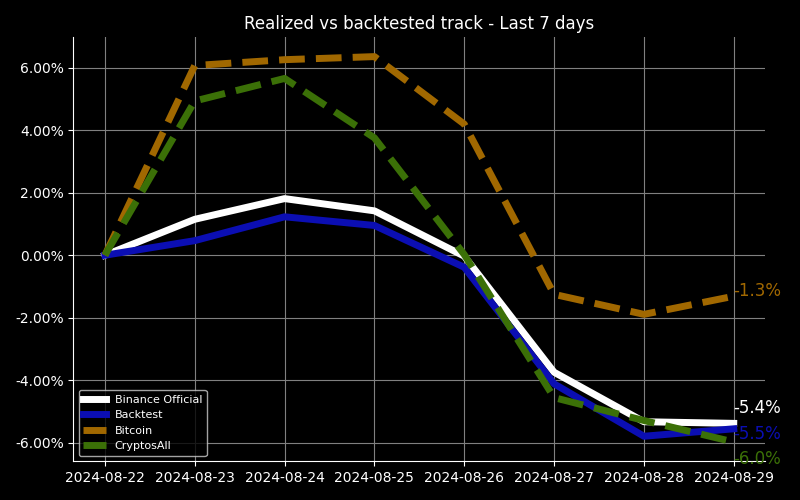 Realized vs backtested track - Last 7 days
6.00%
4.00%
2.00%
0.00%
-2.00%
-4.00%
-6.00%
-1.3%
-5.4%
-5.5%
-6.0%
Binance Official
Backtest
Bitcoin
CryptosAll
2024-08-22 2024-08-23 2024-08-24 2024-08-25 2024-08-26 2024-08-27 2024-08-28 2024-08-29